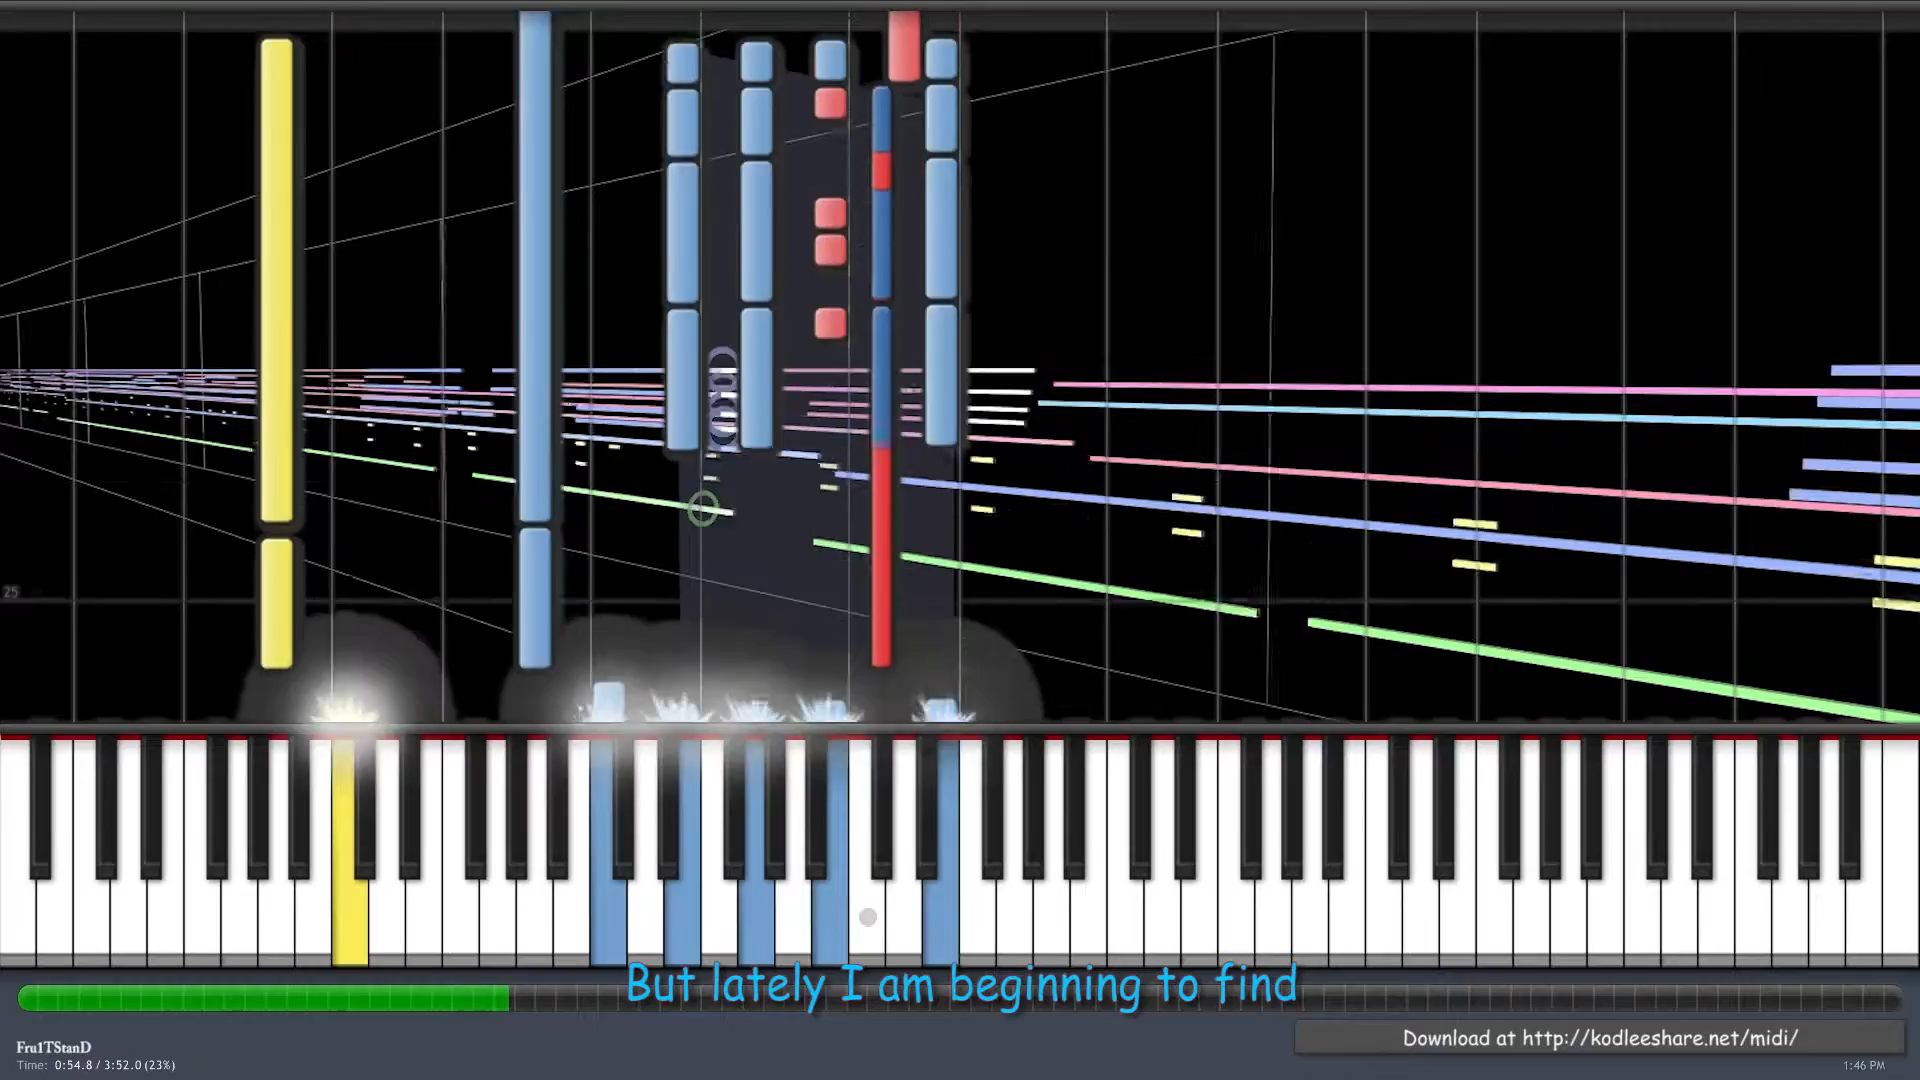 25
But lately I am beginning to find
Download at http://kodleeshare.net/midi/
Fru1TStanD
Time: 0:54.8 / 3:52.0 (23%)
1:46 PM